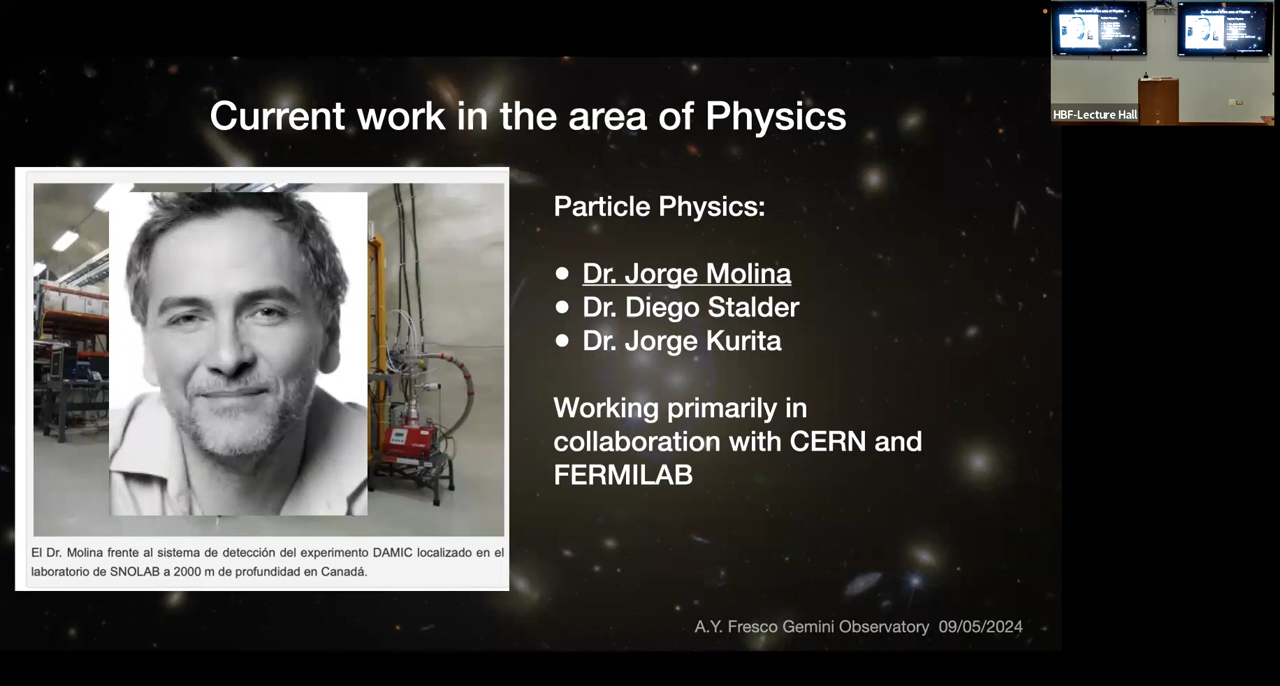 Current work in the area of Physics
Particle Physics:
● Dr. Jorge Molina
● Dr. Diego Stalder
● Dr. Jorge Kurita
Working primarily in
collaboration with CERN and
FERMILAB
El Dr. Molina frente al sistema de detección del experimento DAMIC localizado en el
laboratorio de SNOLAB a 2000 m de profundidad en Canadá.
A.Y. Fresco Gemini Observatory 09/05/2024
HBF-Lecture Hall